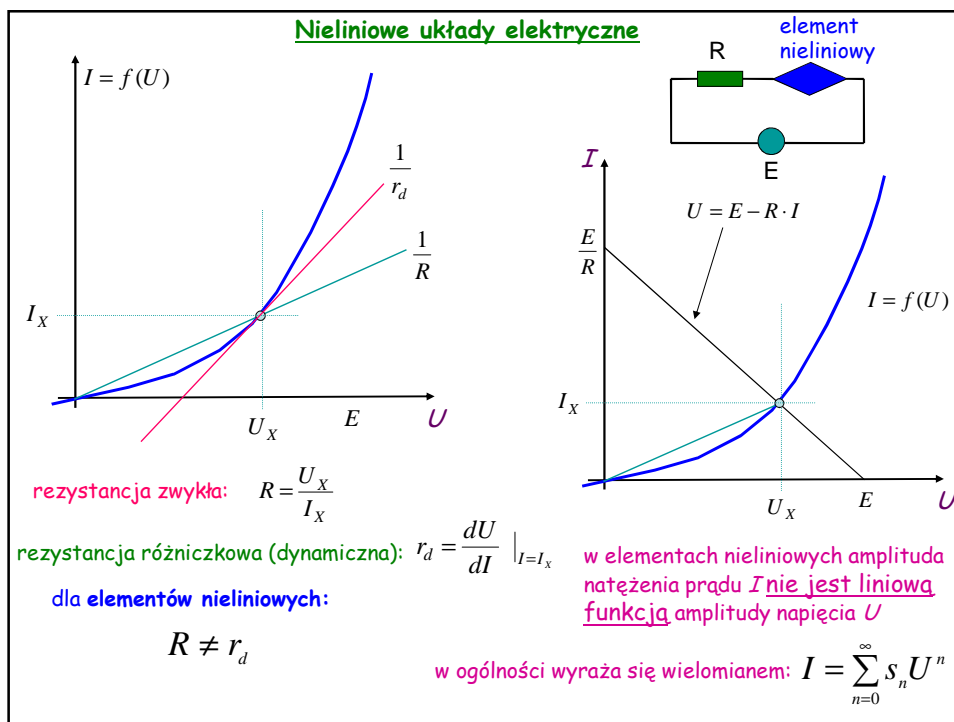 Nieliniowe układy elektryczne
I = f(U)
1/r_d
1/R
I_X
U_X
E
U
element
nieliniowy
R
E
I
U = E − R · I
E/R
I = f(U)
I_X
U_X
E
U
rezystancja zwykła: R = U_X/I_X
rezystancja różniczkowa (dynamiczna): r_d = dU/dI |_{I=I_X}
dla elementów nieliniowych:
R ≠ r_d
w elementach nieliniowych amplituda
natężenia prądu I nie jest liniową
funkcją amplitudy napięcia U
w ogólności wyraża się wielomianem: I = ∑_{n=0}^{∞} s_n U^n